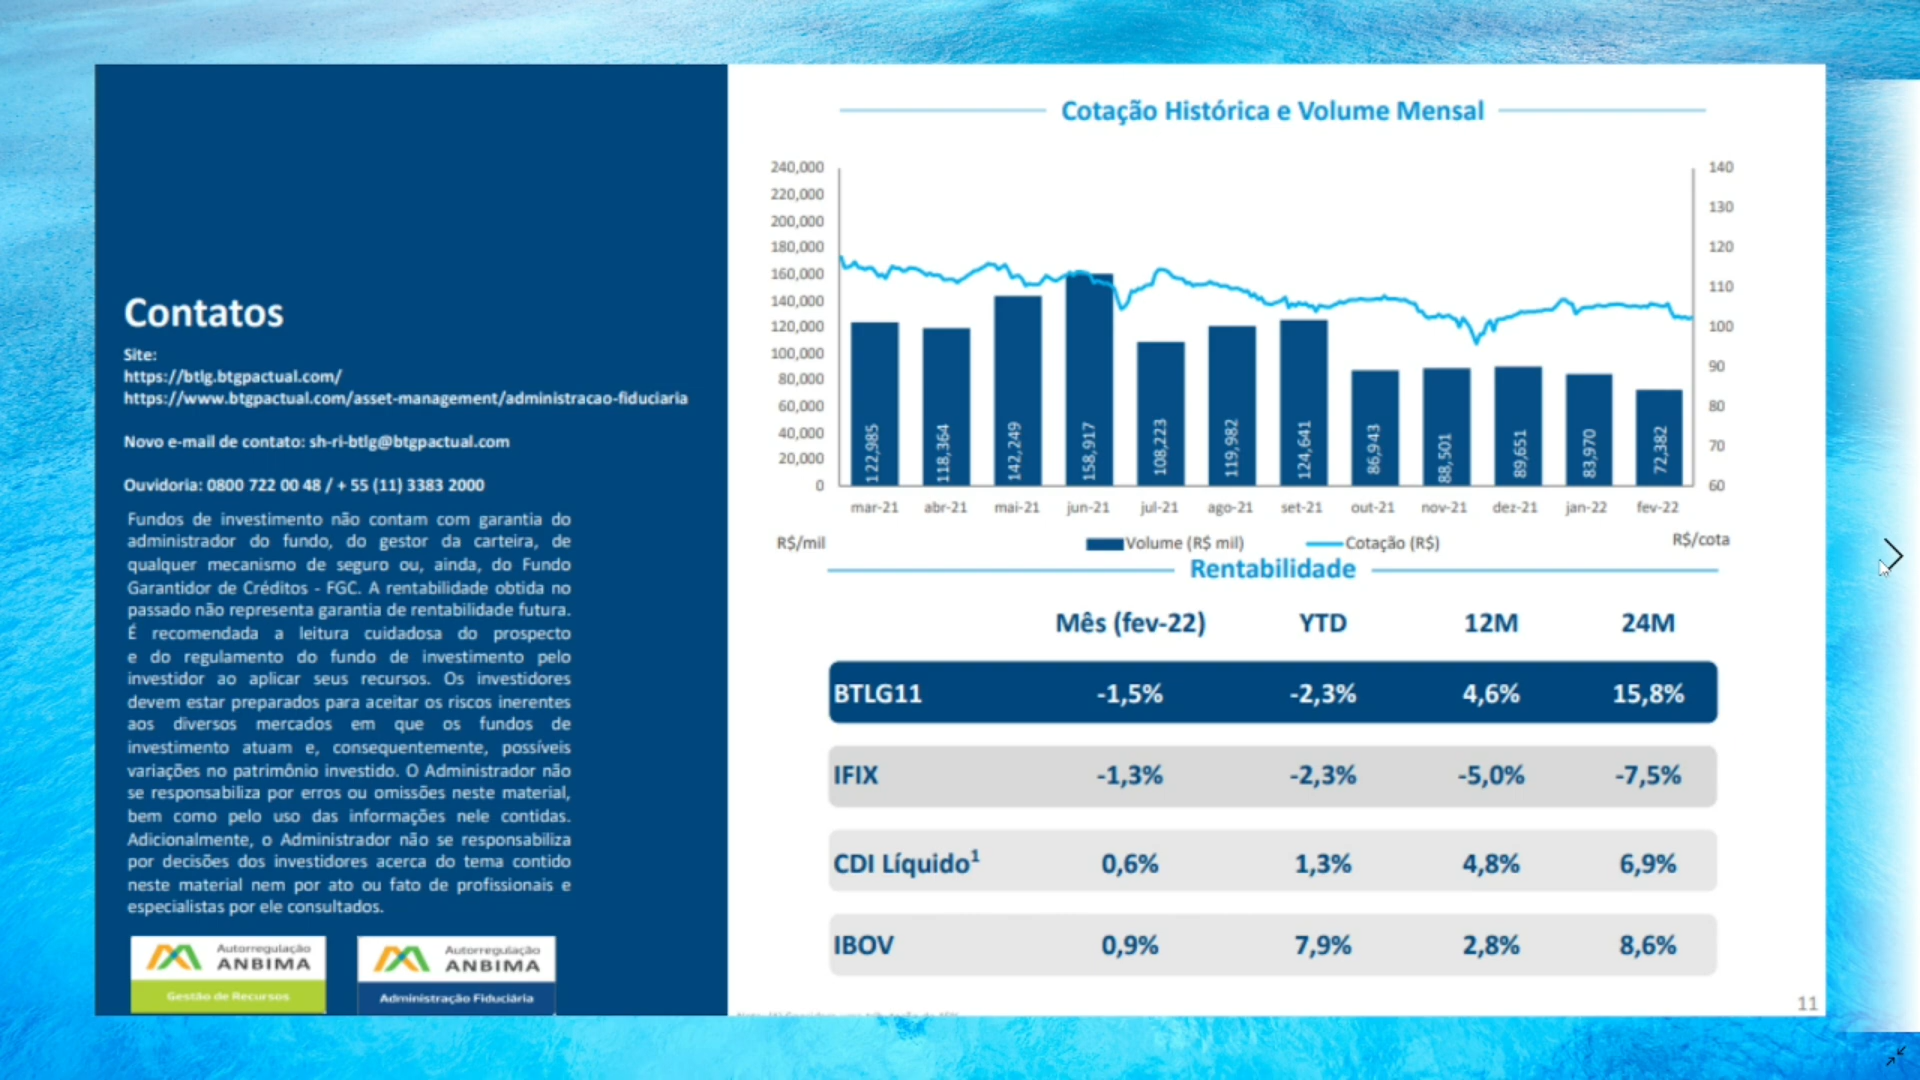 Contatos
Site:
https://btlg.btgpactual.com/
https://www.btgpactual.com/asset-management/administracao-fiduciaria
Novo e-mail de contato: sh-ri-btlg@btgpactual.com
Ouvidoria: 0800 722 00 48 / + 55 (11) 3383 2000
Fundos de investimento não contam com garantia do
administrador do fundo, do gestor da carteira, de
qualquer mecanismo de seguro ou, ainda, do Fundo
Garantidor de Créditos - FGC. A rentabilidade obtida no
passado não representa garantia de rentabilidade futura.
É recomendada a leitura cuidadosa do prospecto
e do regulamento do fundo de investimento pelo
investidor ao aplicar seus recursos. Os investidores
devem estar preparados para aceitar os riscos inerentes
aos diversos mercados em que os fundos de
investimento atuam e, consequentemente, possíveis
variações no patrimônio investido. O Administrador não
se responsabiliza por erros ou omissões neste material,
bem como pelo uso das informações nele contidas.
Adicionalmente, o Administrador não se responsabiliza
por decisões dos investidores acerca do tema contido
neste material nem por ato ou fato de profissionais e
especialistas por ele consultados.
Autorregulação
ANBIMA
Gestão de Recursos
Autorregulação
ANBIMA
Administração Fiduciária
Cotação Histórica e Volume Mensal
240,000
220,000
200,000
180,000
160,000
140,000
120,000
100,000
80,000
60,000
40,000
20,000
0
140
130
120
110
100
90
80
70
60
122,985
118,364
142,249
158,917
108,223
119,982
124,641
86,943
88,501
89,651
83,970
72,382
mar-21 abr-21 mai-21 jun-21 jul-21 ago-21 set-21 out-21 nov-21 dez-21 jan-22 fev-22
R$/mil Volume (R$ mil) Cotação (R$) R$/cota
Rentabilidade
Mês (fev-22) YTD 12M 24M
BTLG11 -1,5% -2,3% 4,6% 15,8%
IFIX -1,3% -2,3% -5,0% -7,5%
CDI Líquido¹ 0,6% 1,3% 4,8% 6,9%
IBOV 0,9% 7,9% 2,8% 8,6%
11